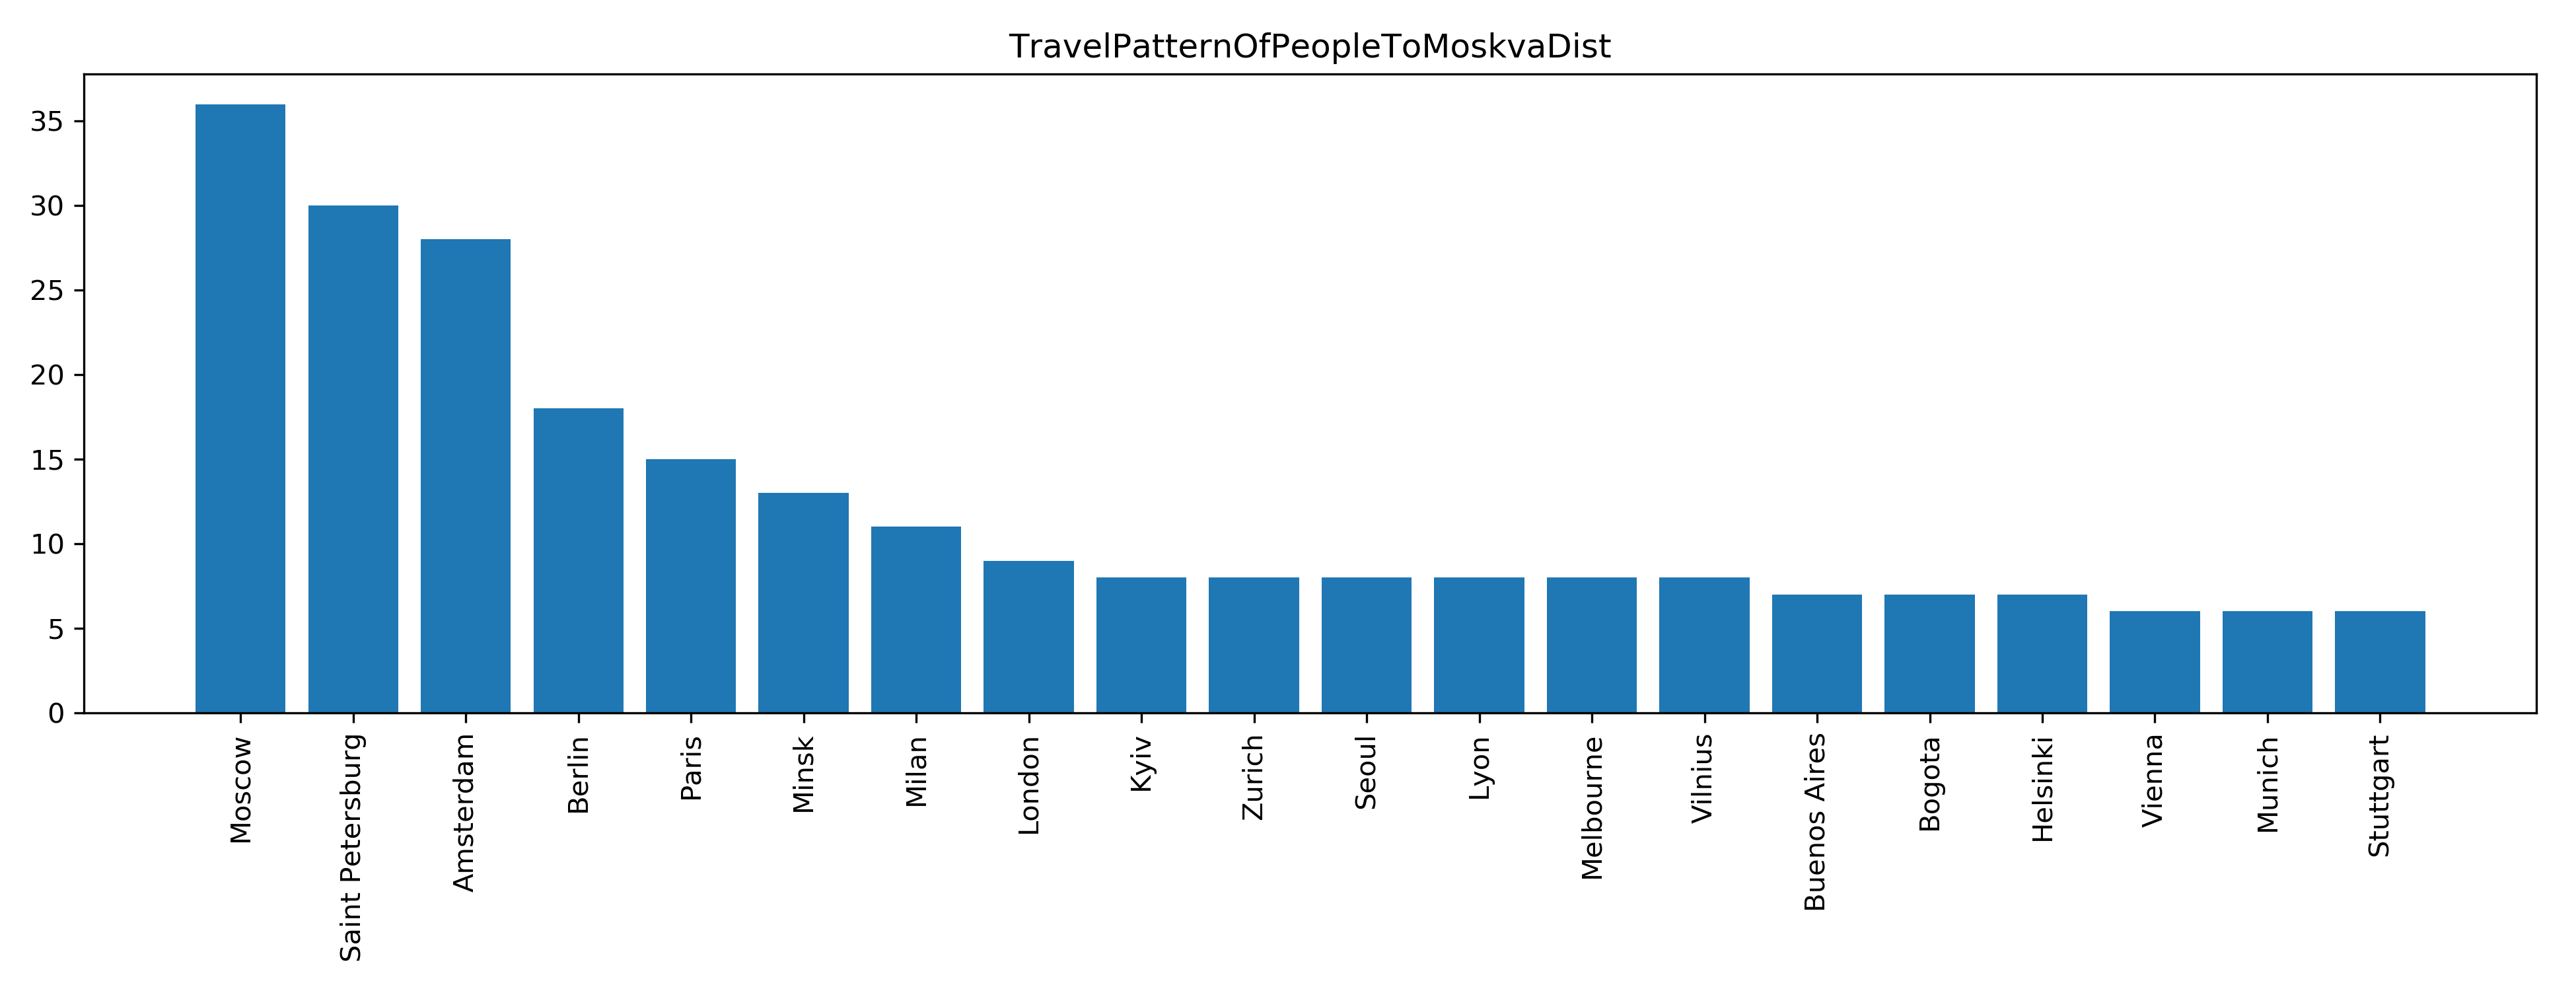 TravelPatternOfPeopleToMoskvaDist
35
30
25
20
15
10
5
0
Moscow
Saint Petersburg
Amsterdam
Berlin
Paris
Minsk
Milan
London
Kyiv
Zurich
Seoul
Lyon
Melbourne
Vilnius
Buenos Aires
Bogota
Helsinki
Vienna
Munich
Stuttgart